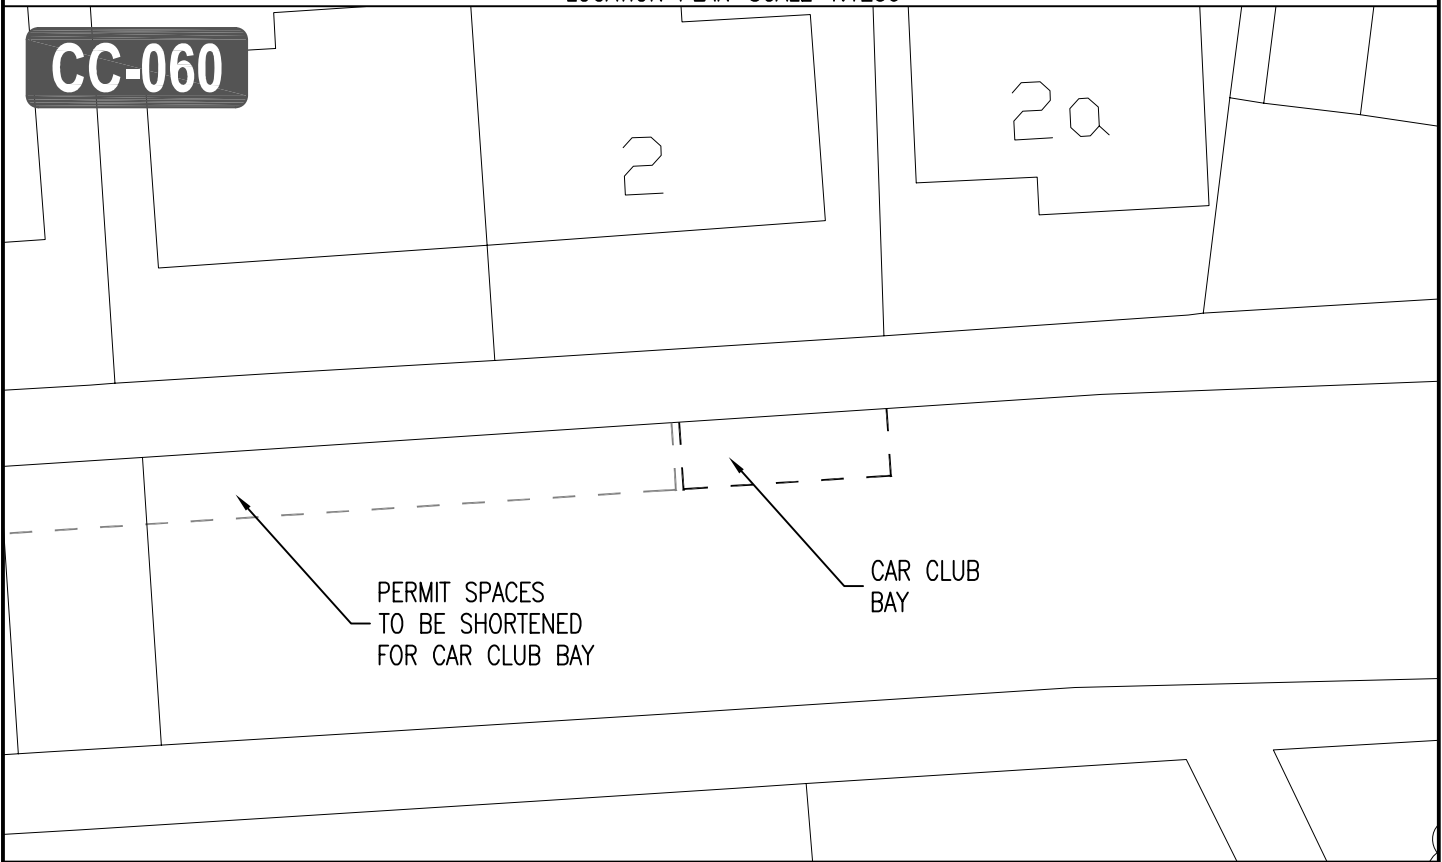 CC-060
2
2a
PERMIT SPACES
TO BE SHORTENED
FOR CAR CLUB BAY
CAR CLUB
BAY